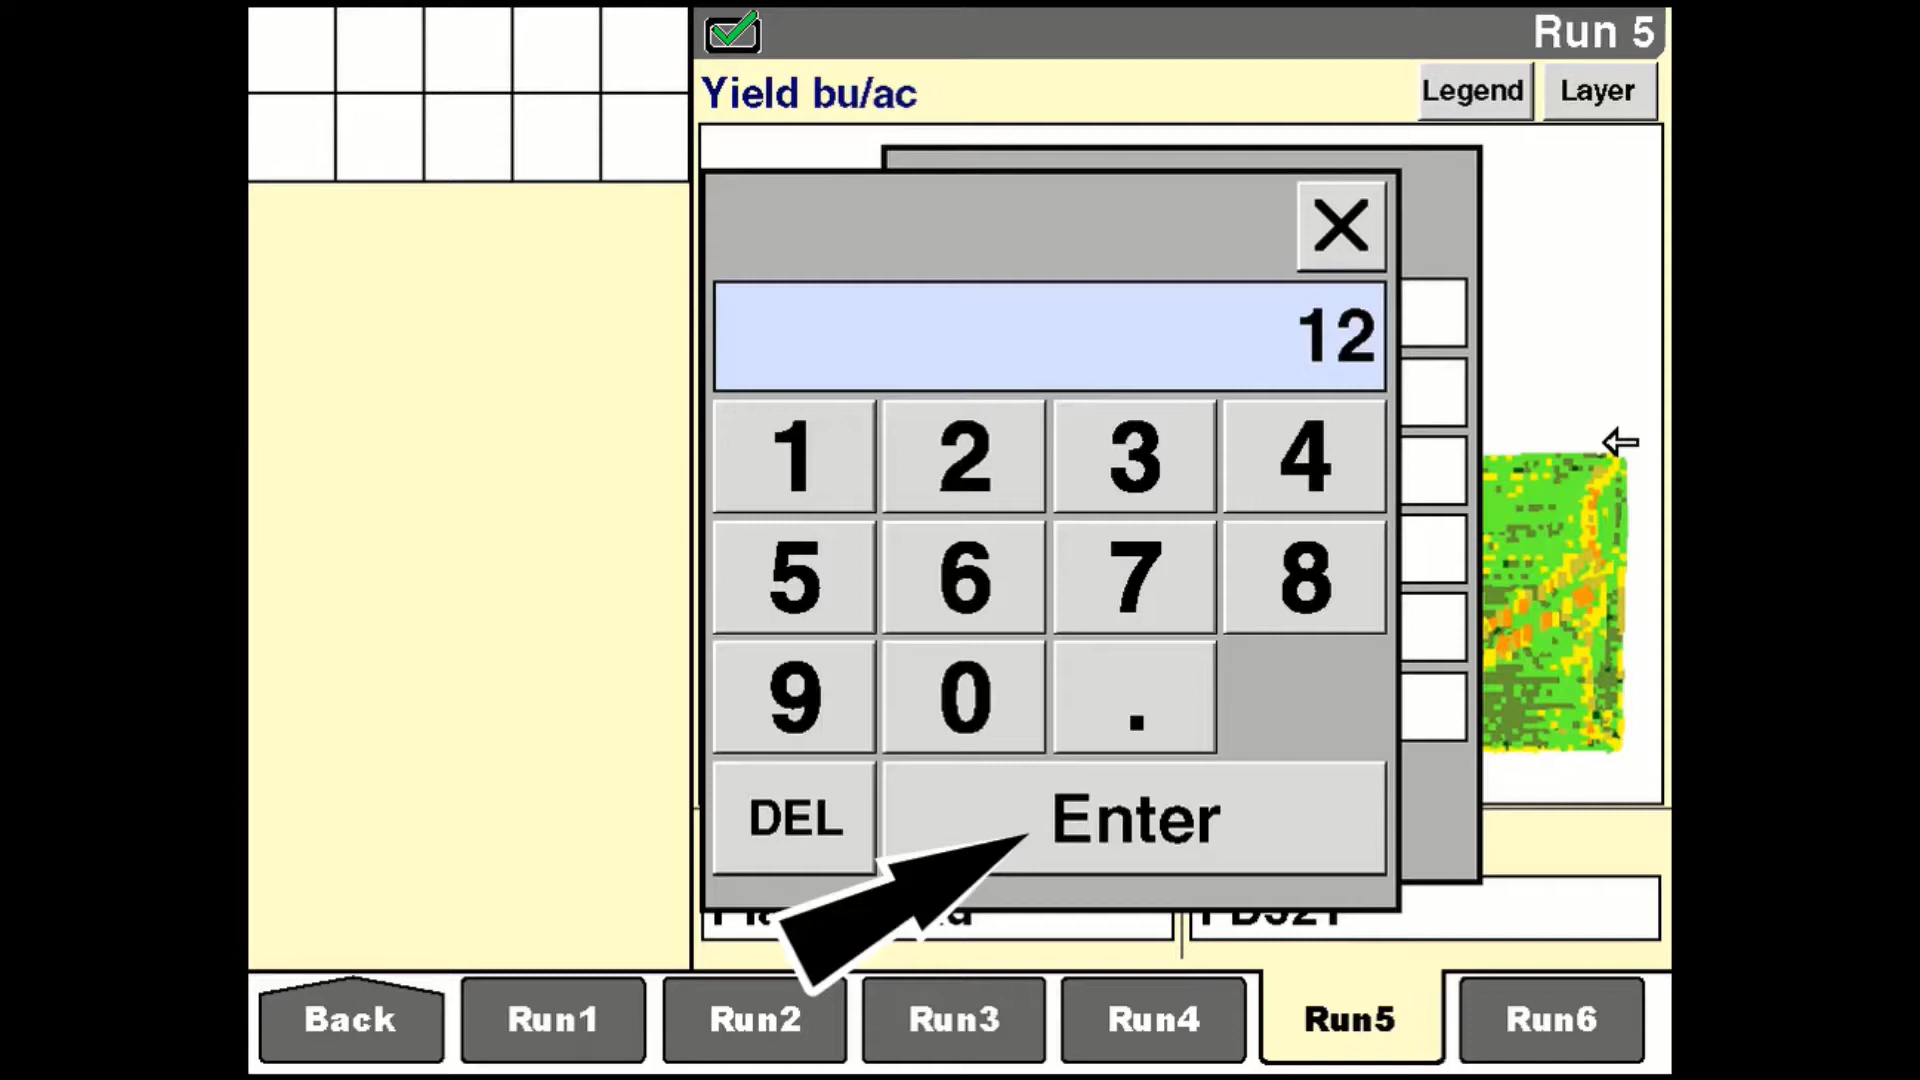 Run 5
Yield bu/ac
Legend
Layer
12
1 2 3 4
5 6 7 8
9 0 .
DEL
Enter
Back
Run1
Run2
Run3
Run4
Run5
Run6